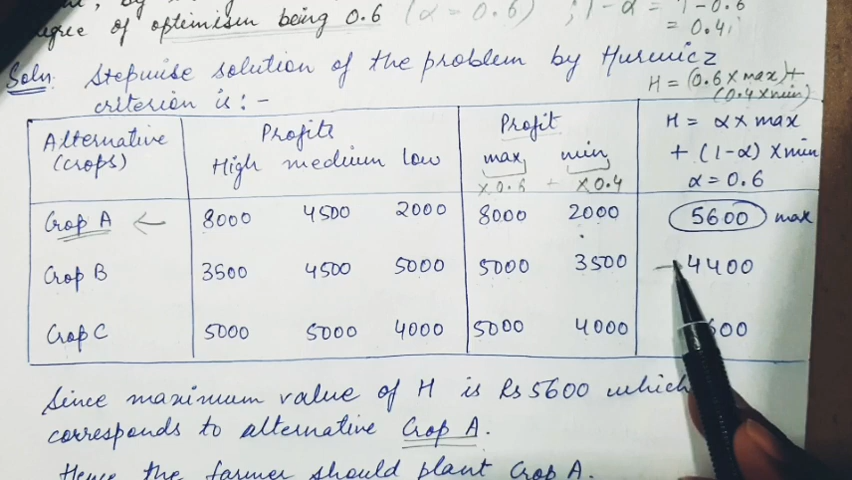 degree of optimism being 0.6 (α = 0.6) ; 1-α = 1-0.6
= 0.4
Soln: Stepwise solution of the problem by Hurwicz
criterion is :-
H = (0.6 x max) +
(0.4 x min)
Alternative (crops) Profits High medium low Profit max min H = α x max + (1-α) x min α = 0.6
x 0.6 + x 0.4
Crop A ← 8000 4500 2000 8000 2000 5600 max
Crop B 3500 4500 5000 5000 3500 4400
Crop C 5000 5000 4000 5000 4000 600
Since maximum value of H is Rs 5600 which
corresponds to alternative Crop A.
Hence the farmer should plant Crop A.